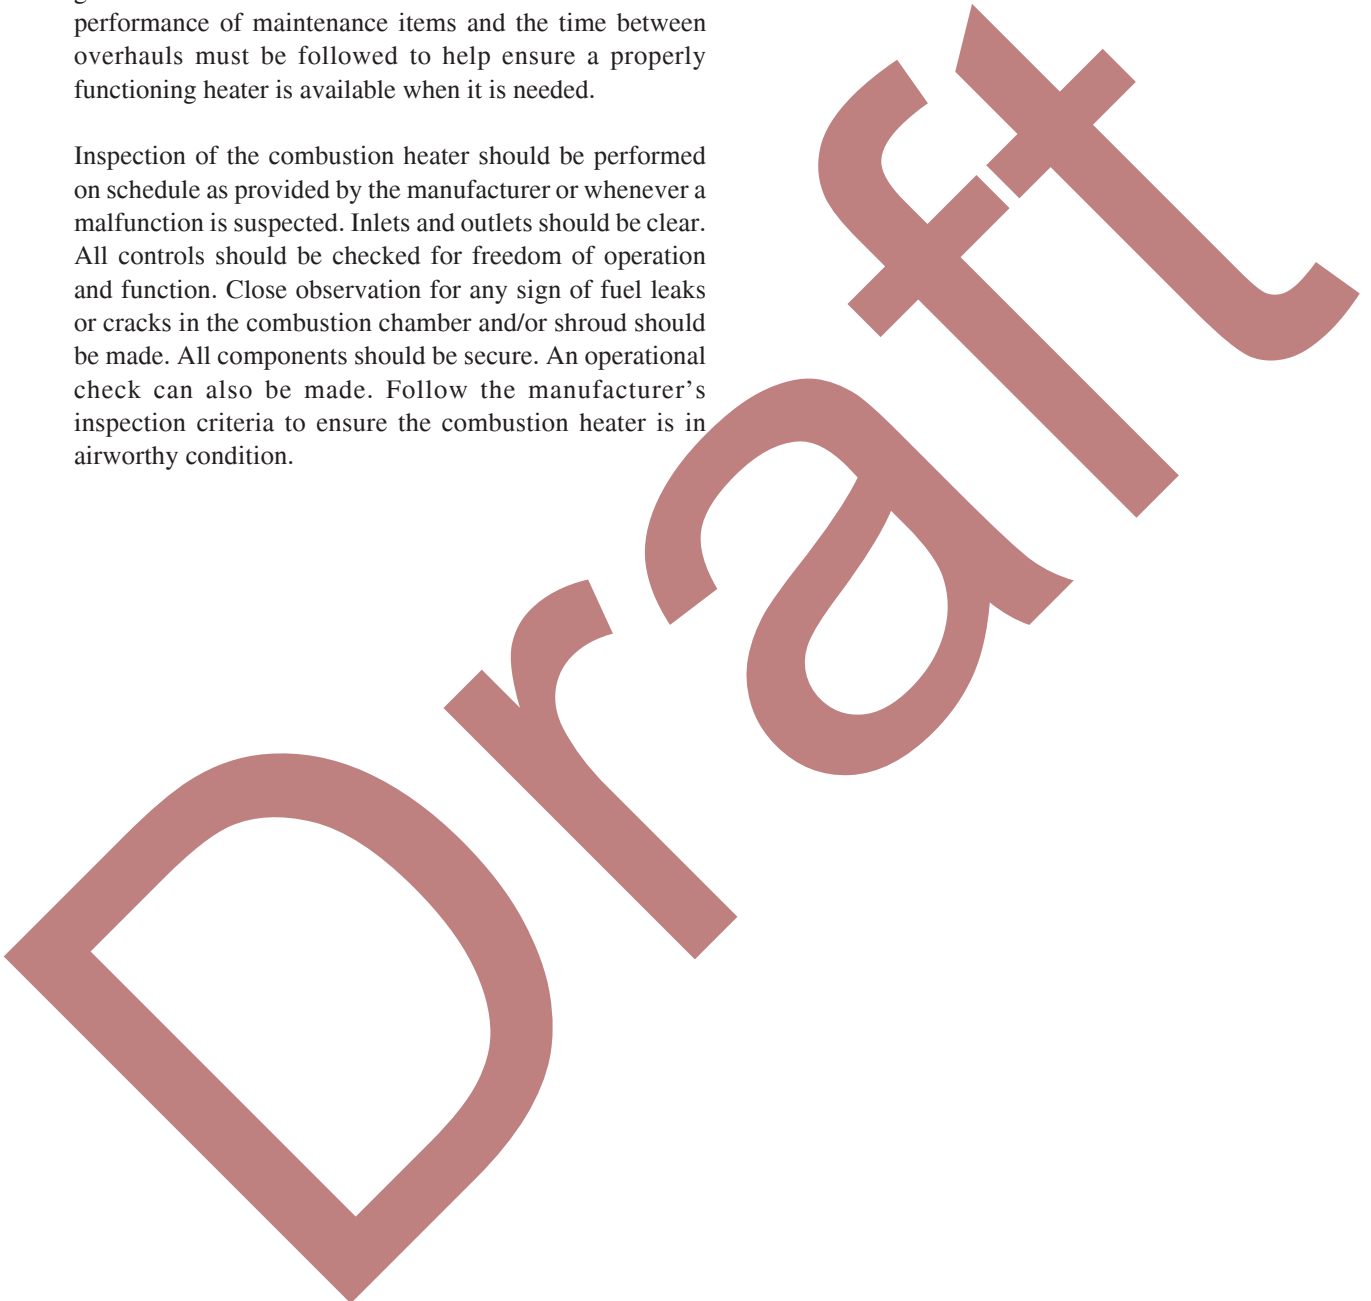 performance of maintenance items and the time between
overhauls must be followed to help ensure a properly
functioning heater is available when it is needed.
Inspection of the combustion heater should be performed
on schedule as provided by the manufacturer or whenever a
malfunction is suspected. Inlets and outlets should be clear.
All controls should be checked for freedom of operation
and function. Close observation for any sign of fuel leaks
or cracks in the combustion chamber and/or shroud should
be made. All components should be secure. An operational
check can also be made. Follow the manufacturer’s
inspection criteria to ensure the combustion heater is in
airworthy condition.
Draft